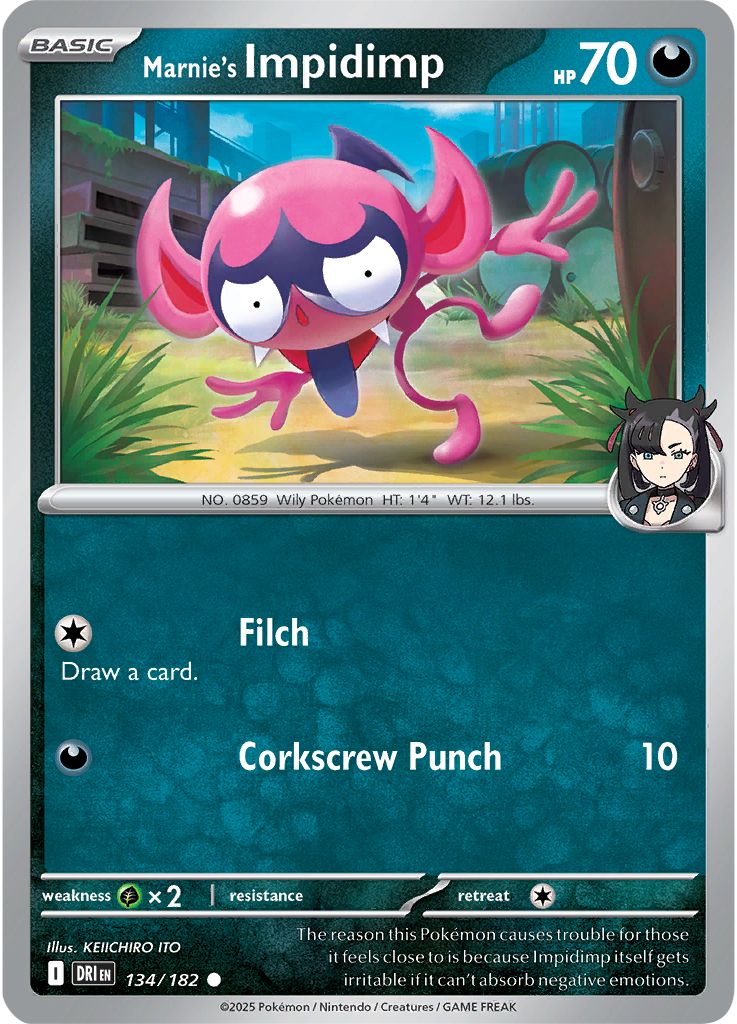 BASIC
Marnie's Impidimp
HP 70
NO. 0859 Wily Pokémon HT: 1'4" WT: 12.1 lbs.
Filch
Draw a card.
Corkscrew Punch 10
weakness ×2 resistance retreat
Illus. KEIICHIRO ITO
The reason this Pokémon causes trouble for those
it feels close to is because Impidimp itself gets
irritable if it can't absorb negative emotions.
I DRI EN 134/182
©2025 Pokémon / Nintendo / Creatures / GAME FREAK